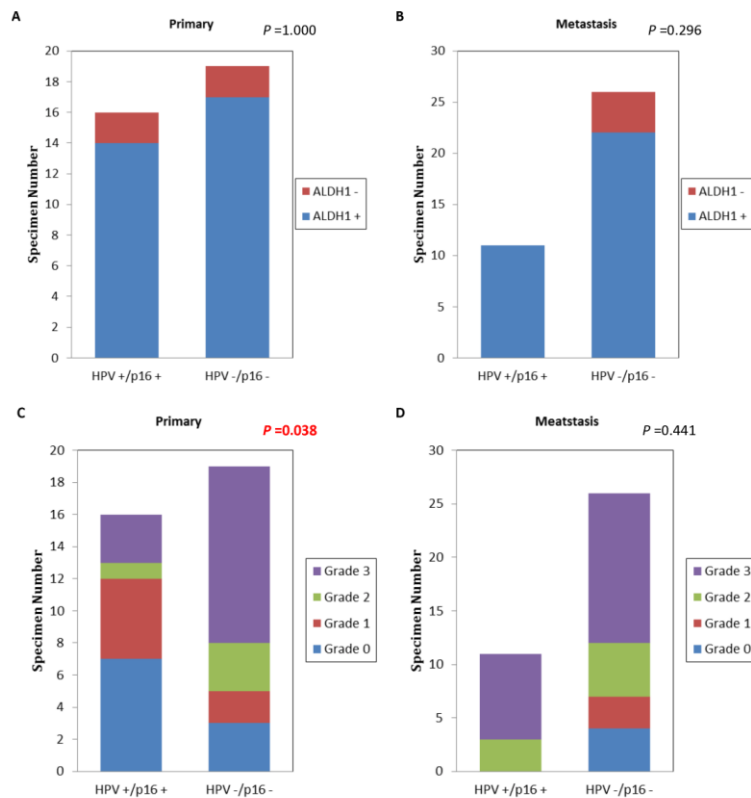 A
Primary
P =1.000
Specimen Number
20
18
16
14
12
10
8
6
4
2
0
HPV +/p16 +
HPV -/p16 -
ALDH1 -
ALDH1 +
B
Metastasis
P =0.296
Specimen Number
30
25
20
15
10
5
0
HPV +/p16 +
HPV -/p16 -
ALDH1 -
ALDH1 +
C
Primary
P =0.038
Specimen Number
20
18
16
14
12
10
8
6
4
2
0
HPV +/p16 +
HPV -/p16 -
Grade 3
Grade 2
Grade 1
Grade 0
D
Meatstasis
P =0.441
Specimen Number
30
25
20
15
10
5
0
HPV +/p16 +
HPV -/p16 -
Grade 3
Grade 2
Grade 1
Grade 0